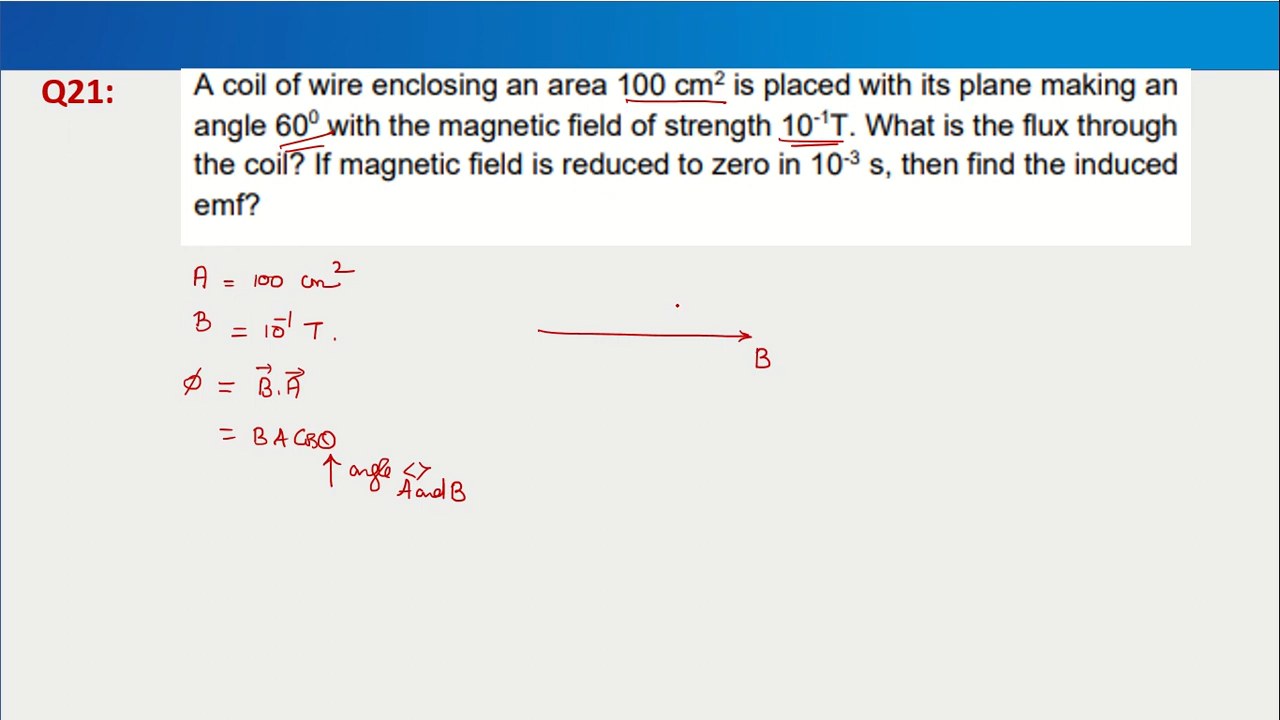 Q21:
A coil of wire enclosing an area 100 cm² is placed with its plane making an
angle 60⁰ with the magnetic field of strength 10⁻¹T. What is the flux through
the coil? If magnetic field is reduced to zero in 10⁻³ s, then find the induced
emf?
A = 100 cm²
B = 10⁻¹ T.
B
ϕ = B⃗.A⃗
= BA Cosθ
↑ angle <>
A and B